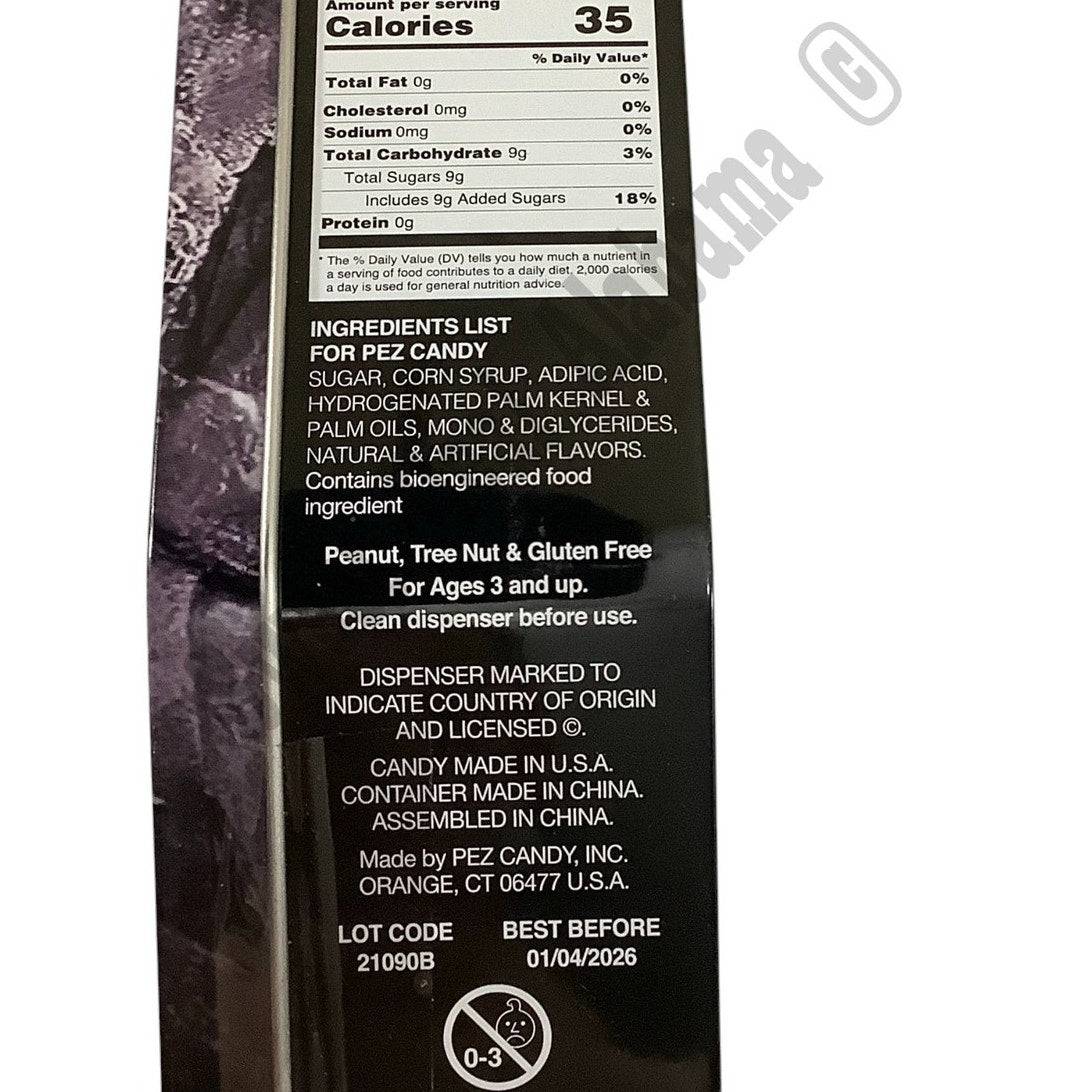 Amount per serving
Calories 35
% Daily Value*
Total Fat 0g 0%
Cholesterol 0mg 0%
Sodium 0mg 0%
Total Carbohydrate 9g 3%
Total Sugars 9g
Includes 9g Added Sugars 18%
Protein 0g
* The % Daily Value (DV) tells you how much a nutrient in
a serving of food contributes to a daily diet. 2,000 calories
a day is used for general nutrition advice.
INGREDIENTS LIST
FOR PEZ CANDY
SUGAR, CORN SYRUP, ADIPIC ACID,
HYDROGENATED PALM KERNEL &
PALM OILS, MONO & DIGLYCERIDES,
NATURAL & ARTIFICIAL FLAVORS.
Contains bioengineered food
ingredient
Peanut, Tree Nut & Gluten Free
For Ages 3 and up.
Clean dispenser before use.
DISPENSER MARKED TO
INDICATE COUNTRY OF ORIGIN
AND LICENSED ©.
CANDY MADE IN U.S.A.
CONTAINER MADE IN CHINA.
ASSEMBLED IN CHINA.
Made by PEZ CANDY, INC.
ORANGE, CT 06477 U.S.A.
LOT CODE BEST BEFORE
21090B 01/04/2026
0-3
Alabama ©